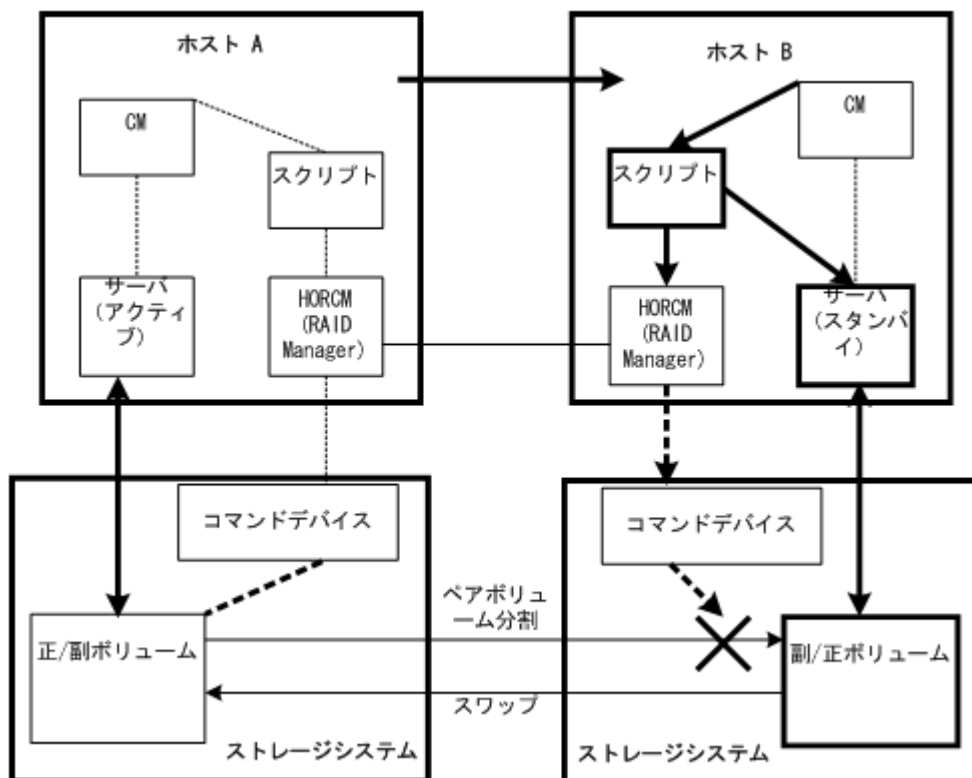 ホスト A
ホスト B
CM
CM
スクリプト
スクリプト
サーバ
(アクティ
ブ)
HORCM
(RAID
Manager)
HORCM
(RAID
Manager)
サーバ
(スタンバ
イ)
コマンドデバイス
コマンドデバイス
ペアボリュ
ーム分割
正/副ボリューム
副/正ボリューム
スワップ
ストレージシステム
ストレージシステム